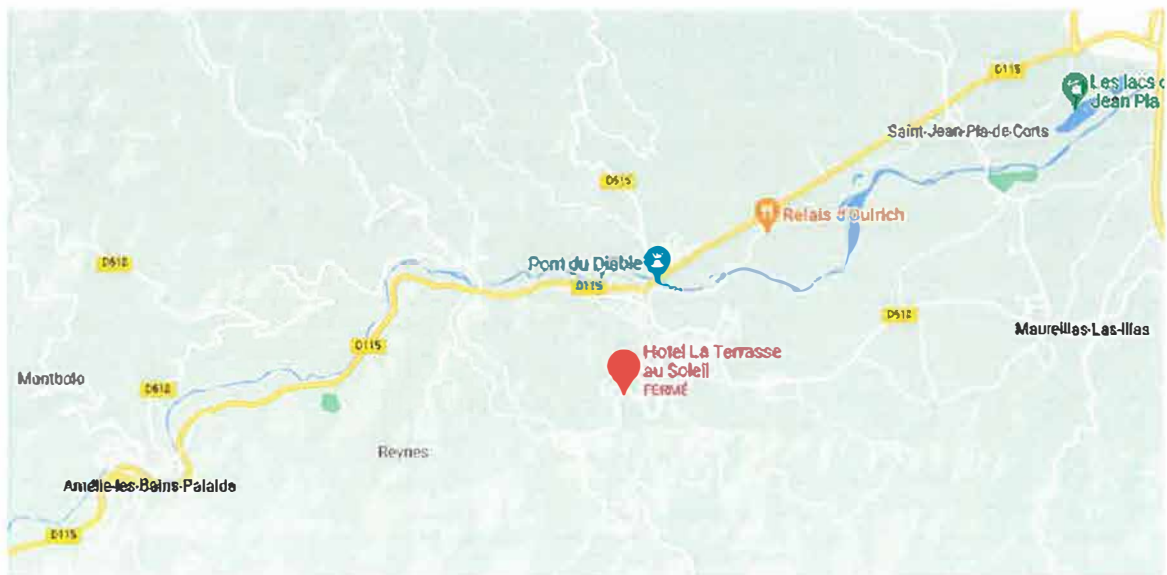 D115
Les lacs d
Jean Pla
Saint-Jean-Pla-de-Corts
D615
Relais d'Oulrich
Pont du Diable
D618
D115
D618
Maureillas-Las-Illas
D115
Hotel La Terrasse
au Soleil
FERMÉ
Montbolo
D618
Reynes
Amélie-les-Bains-Palalda
D115